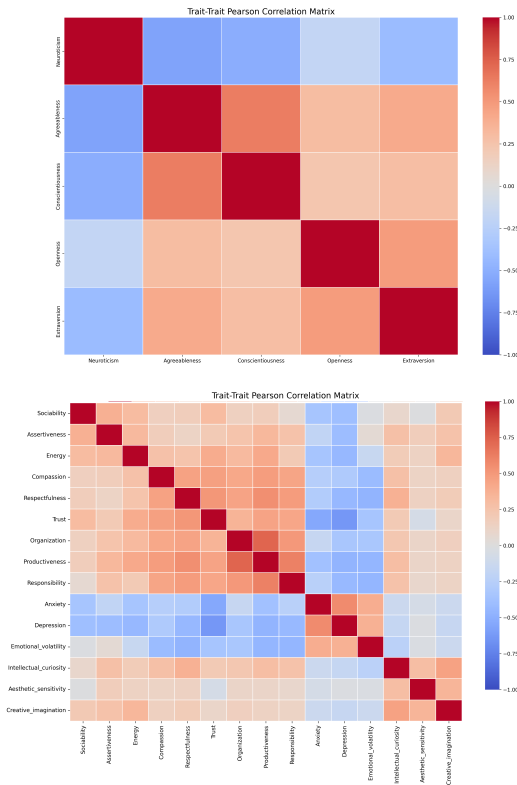 Trait-Trait Pearson Correlation Matrix
Neuroticism
Agreeableness
Conscientiousness
Openness
Extraversion
Neuroticism Agreeableness Conscientiousness Openness Extraversion
1.00
0.75
0.50
0.25
0.00
−0.25
−0.50
−0.75
−1.00
Trait-Trait Pearson Correlation Matrix
Sociability
Assertiveness
Energy
Compassion
Respectfulness
Trust
Organization
Productiveness
Responsibility
Anxiety
Depression
Emotional_volatility
Intellectual_curiosity
Aesthetic_sensitivity
Creative_imagination
Sociability
Assertiveness
Energy
Compassion
Respectfulness
Trust
Organization
Productiveness
Responsibility
Anxiety
Depression
Emotional_volatility
Intellectual_curiosity
Aesthetic_sensitivity
Creative_imagination
1.00
0.75
0.50
0.25
0.00
−0.25
−0.50
−0.75
−1.00